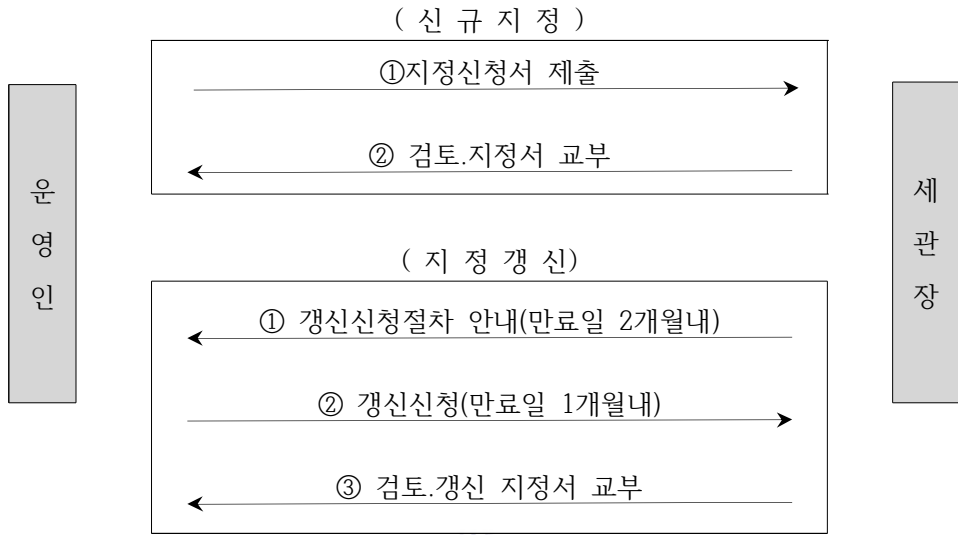 ( 신 규 지 정 )
①지정신청서 제출
② 검토.지정서 교부
운
영
인
세
관
장
( 지 정 갱 신)
① 갱신신청절차 안내(만료일 2개월내)
② 갱신신청(만료일 1개월내)
③ 검토.갱신 지정서 교부